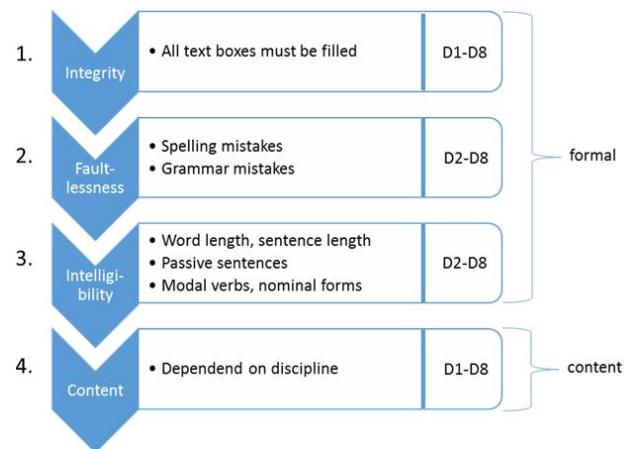 1.
Integrity
• All text boxes must be filled
D1-D8
2.
Fault-
lessness
• Spelling mistakes
• Grammar mistakes
D2-D8
formal
3.
Intelligi-
bility
• Word length, sentence length
• Passive sentences
• Modal verbs, nominal forms
D2-D8
4.
Content
• Dependend on discipline
D1-D8
content